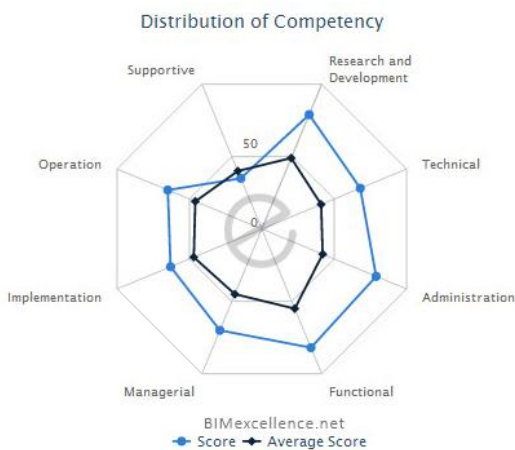 Distribution of Competency
Research and
Development
Supportive
50
Operation
Technical
0
Implementation
Administration
Managerial
Functional
BIMexcellence.net
Score
Average Score